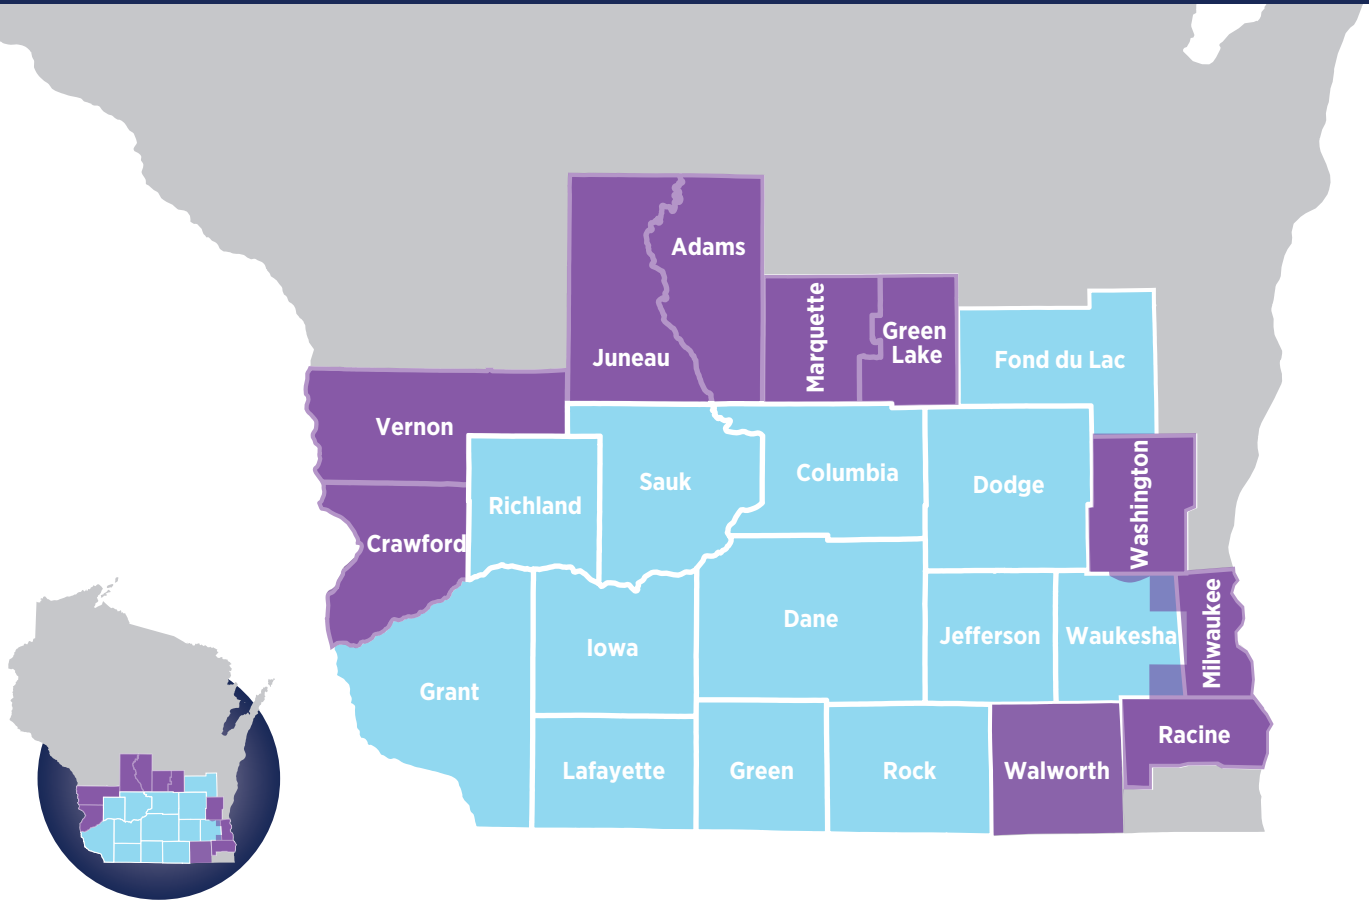 Adams
Marquette
Green
Lake
Juneau
Fond du Lac
Vernon
Sauk
Columbia
Dodge
Washington
Richland
Crawford
Dane
Jefferson
Waukesha
Milwaukee
Iowa
Grant
Racine
Lafayette
Green
Rock
Walworth